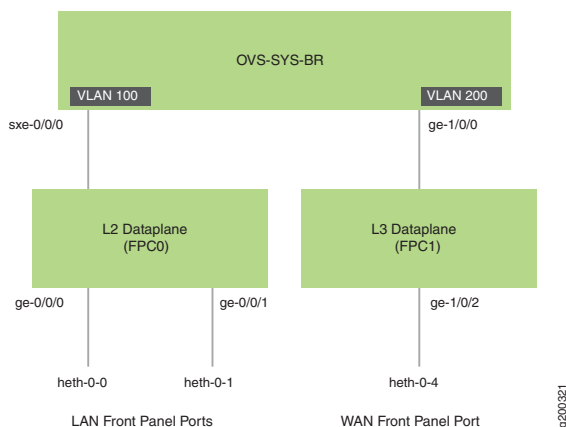 OVS-SYS-BR
VLAN 100
VLAN 200
sxe-0/0/0
ge-1/0/0
L2 Dataplane
(FPC0)
L3 Dataplane
(FPC1)
ge-0/0/0
ge-0/0/1
ge-1/0/2
heth-0-0
heth-0-1
heth-0-4
LAN Front Panel Ports
WAN Front Panel Port
g200321